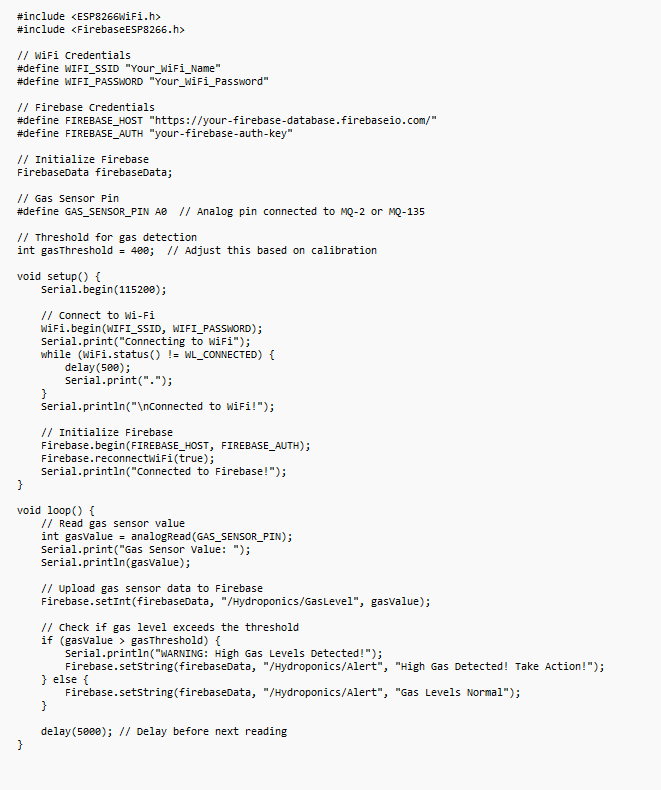 #include <ESP8266WiFi.h>
#include <FirebaseESP8266.h>

// WiFi Credentials
#define WIFI_SSID "Your_WiFi_Name"
#define WIFI_PASSWORD "Your_WiFi_Password"

// Firebase Credentials
#define FIREBASE_HOST "https://your-firebase-database.firebaseio.com/"
#define FIREBASE_AUTH "your-firebase-auth-key"

// Initialize Firebase
FirebaseData firebaseData;

// Gas Sensor Pin
#define GAS_SENSOR_PIN A0  // Analog pin connected to MQ-2 or MQ-135

// Threshold for gas detection
int gasThreshold = 400;  // Adjust this based on calibration

void setup() {
    Serial.begin(115200);

    // Connect to Wi-Fi
    WiFi.begin(WIFI_SSID, WIFI_PASSWORD);
    Serial.print("Connecting to WiFi");
    while (WiFi.status() != WL_CONNECTED) {
        delay(500);
        Serial.print(".");
    }
    Serial.println("\nConnected to WiFi!");

    // Initialize Firebase
    Firebase.begin(FIREBASE_HOST, FIREBASE_AUTH);
    Firebase.reconnectWiFi(true);
    Serial.println("Connected to Firebase!");
}

void loop() {
    // Read gas sensor value
    int gasValue = analogRead(GAS_SENSOR_PIN);
    Serial.print("Gas Sensor Value: ");
    Serial.println(gasValue);

    // Upload gas sensor data to Firebase
    Firebase.setInt(firebaseData, "/Hydroponics/GasLevel", gasValue);

    // Check if gas level exceeds the threshold
    if (gasValue > gasThreshold) {
        Serial.println("WARNING: High Gas Levels Detected!");
        Firebase.setString(firebaseData, "/Hydroponics/Alert", "High Gas Detected! Take Action!");
    } else {
        Firebase.setString(firebaseData, "/Hydroponics/Alert", "Gas Levels Normal");
    }

    delay(5000); // Delay before next reading
}